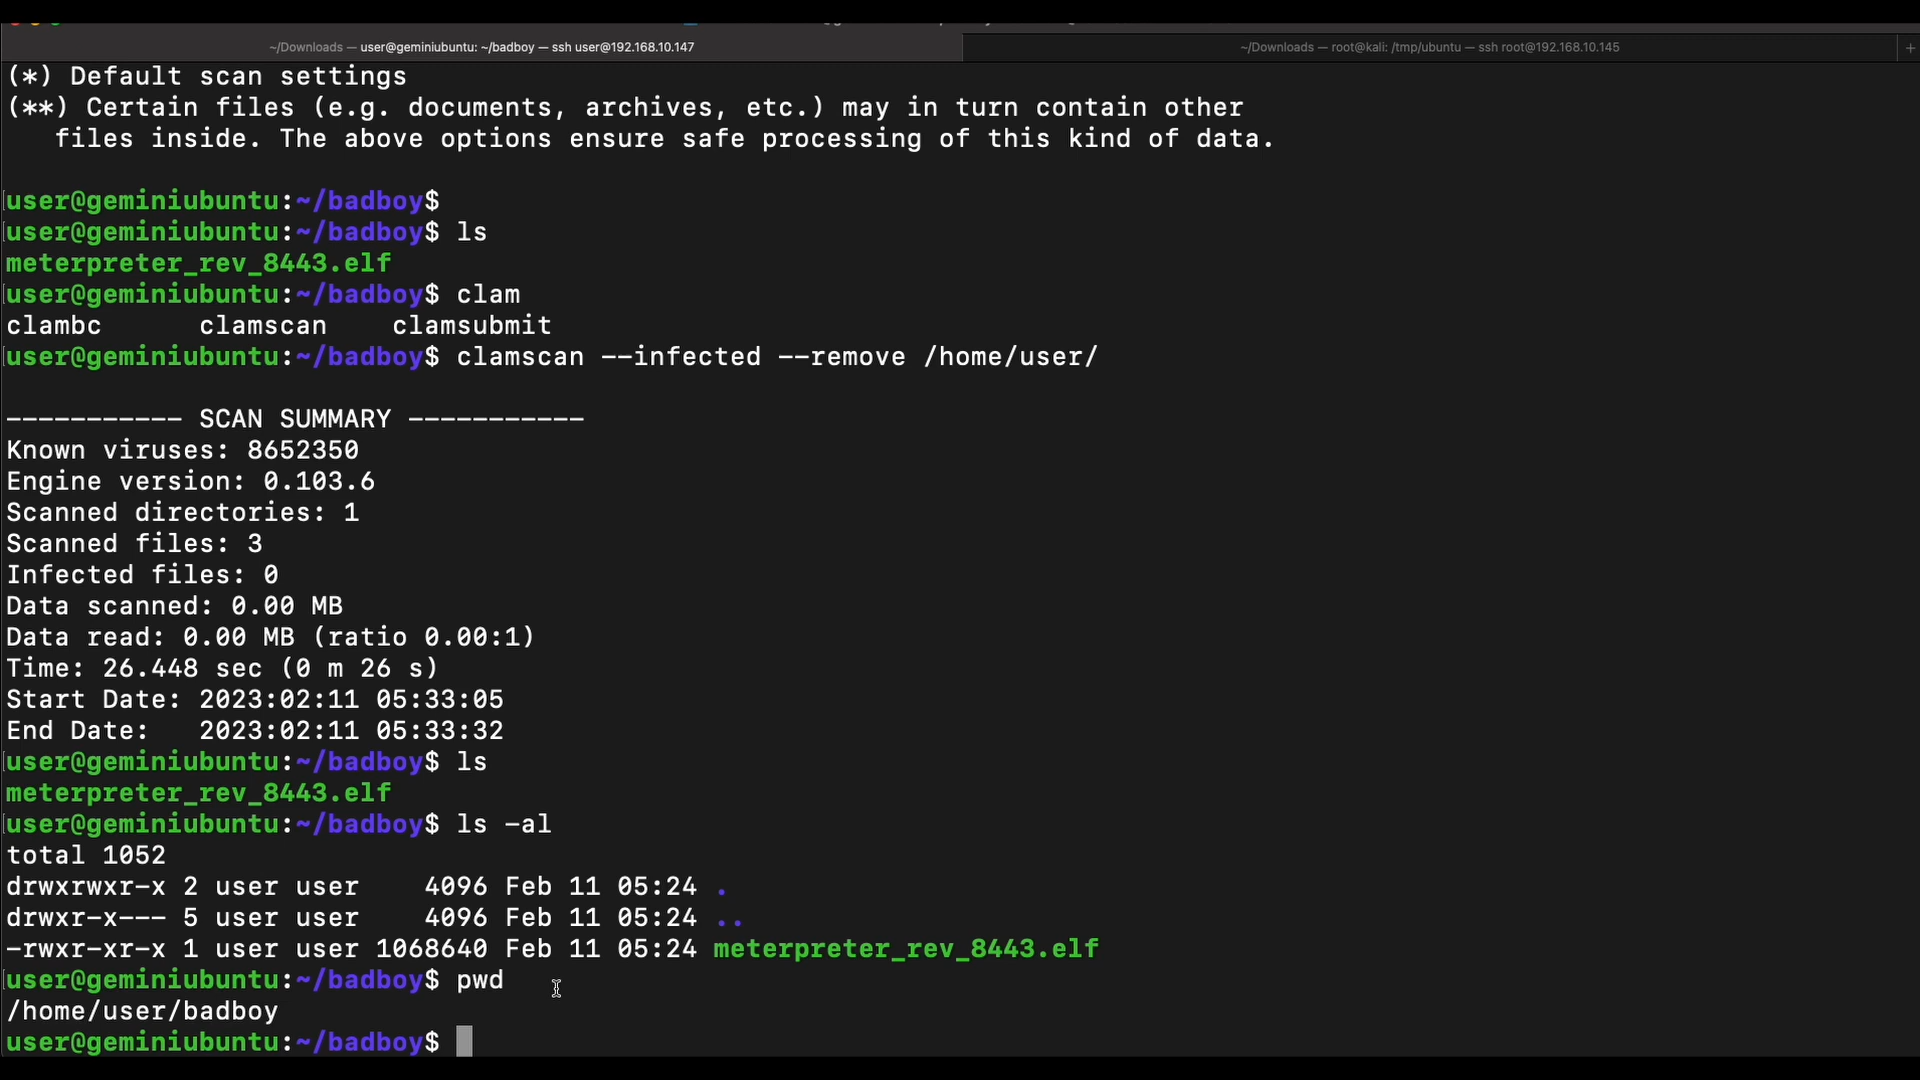 ~/Downloads — user@geminiubuntu: ~/badboy — ssh user@192.168.10.147
~/Downloads — root@kali: /tmp/ubuntu — ssh root@192.168.10.145
+
(*) Default scan settings
(**) Certain files (e.g. documents, archives, etc.) may in turn contain other
   files inside. The above options ensure safe processing of this kind of data.
user@geminiubuntu:~/badboy$
user@geminiubuntu:~/badboy$ ls
meterpreter_rev_8443.elf
user@geminiubuntu:~/badboy$ clam
clambc      clamscan    clamsubmit
user@geminiubuntu:~/badboy$ clamscan --infected --remove /home/user/
----------- SCAN SUMMARY -----------
Known viruses: 8652350
Engine version: 0.103.6
Scanned directories: 1
Scanned files: 3
Infected files: 0
Data scanned: 0.00 MB
Data read: 0.00 MB (ratio 0.00:1)
Time: 26.448 sec (0 m 26 s)
Start Date: 2023:02:11 05:33:05
End Date:   2023:02:11 05:33:32
user@geminiubuntu:~/badboy$ ls
meterpreter_rev_8443.elf
user@geminiubuntu:~/badboy$ ls -al
total 1052
drwxrwxr-x 2 user user    4096 Feb 11 05:24 .
drwxr-x--- 5 user user    4096 Feb 11 05:24 ..
-rwxr-xr-x 1 user user 1068640 Feb 11 05:24 meterpreter_rev_8443.elf
user@geminiubuntu:~/badboy$ pwd
/home/user/badboy
user@geminiubuntu:~/badboy$